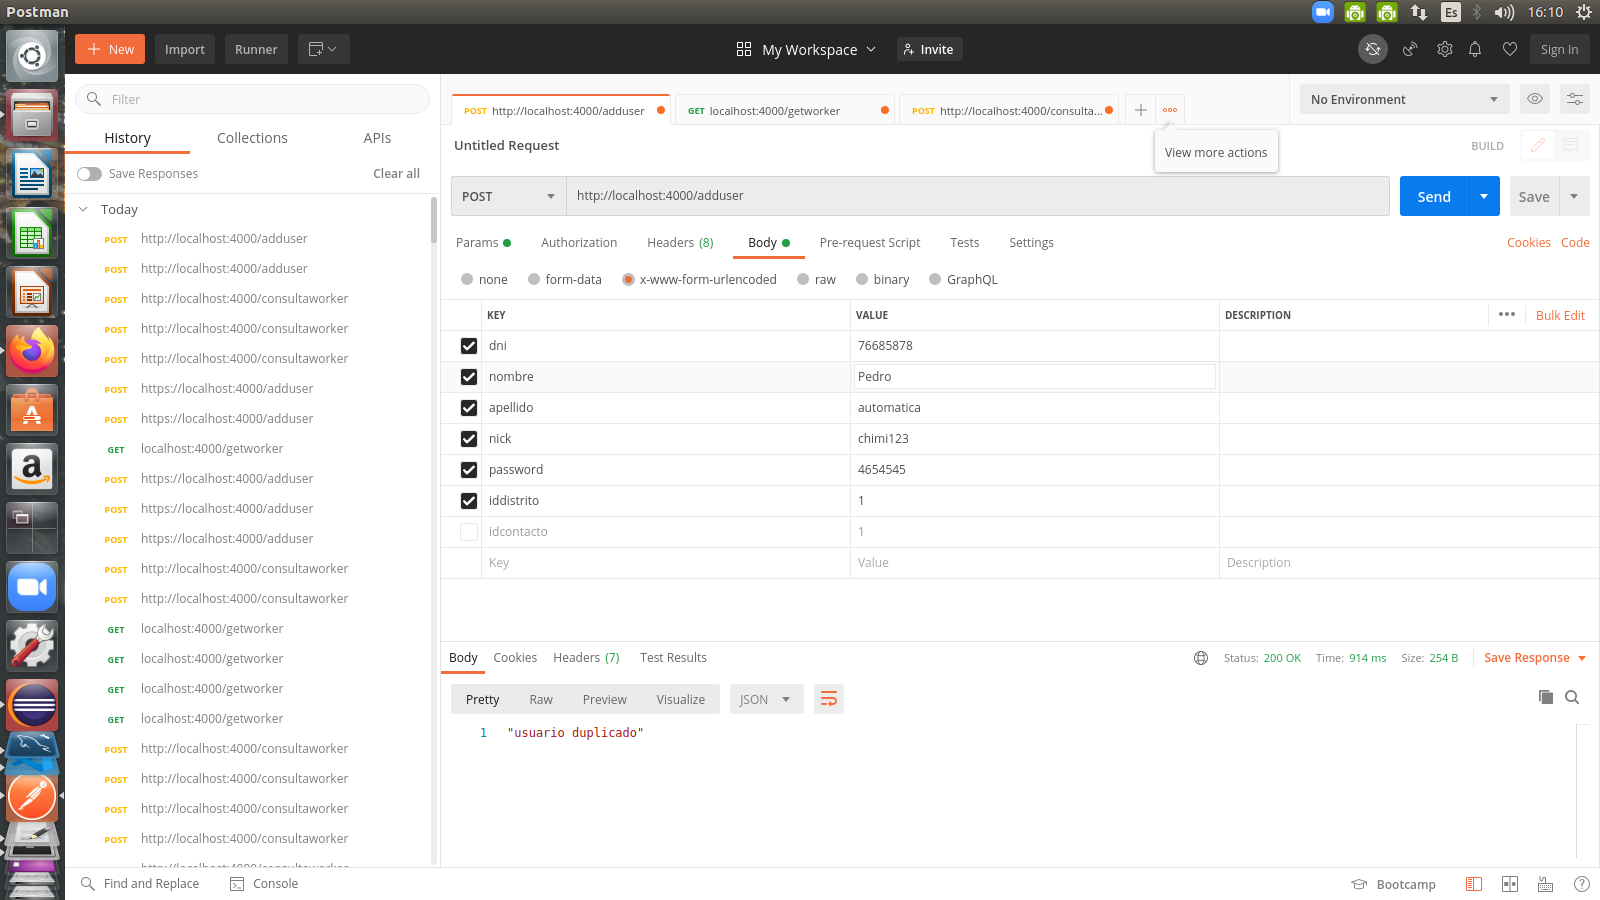 Postman
Es
16:10
New
Import
Runner
My Workspace
Invite
Sign In
Filter
History
Collections
APIs
Save Responses
Clear all
Today
POST http://localhost:4000/adduser
POST http://localhost:4000/adduser
POST http://localhost:4000/consultaworker
POST http://localhost:4000/consultaworker
POST http://localhost:4000/consultaworker
POST https://localhost:4000/adduser
POST https://localhost:4000/adduser
GET localhost:4000/getworker
POST https://localhost:4000/adduser
POST https://localhost:4000/adduser
POST https://localhost:4000/adduser
POST http://localhost:4000/consultaworker
POST http://localhost:4000/consultaworker
GET localhost:4000/getworker
GET localhost:4000/getworker
GET localhost:4000/getworker
GET localhost:4000/getworker
POST http://localhost:4000/consultaworker
POST http://localhost:4000/consultaworker
POST http://localhost:4000/consultaworker
POST http://localhost:4000/consultaworker
http://localhost:4000/consultaworker
POST http://localhost:4000/adduser
GET localhost:4000/getworker
POST http://localhost:4000/consulta...
No Environment
View more actions
Untitled Request
BUILD
POST
http://localhost:4000/adduser
Send
Save
Params
Authorization
Headers (8)
Body
Pre-request Script
Tests
Settings
Cookies
Code
none
form-data
x-www-form-urlencoded
raw
binary
GraphQL
KEY VALUE DESCRIPTION
Bulk Edit
dni 76685878
nombre Pedro
apellido automatica
nick chimi123
password 4654545
iddistrito 1
idcontacto 1
Key Value Description
Body
Cookies
Headers (7)
Test Results
Status: 200 OK
Time: 914 ms
Size: 254 B
Save Response
Pretty
Raw
Preview
Visualize
JSON
1 "usuario duplicado"
Find and Replace
Console
Bootcamp